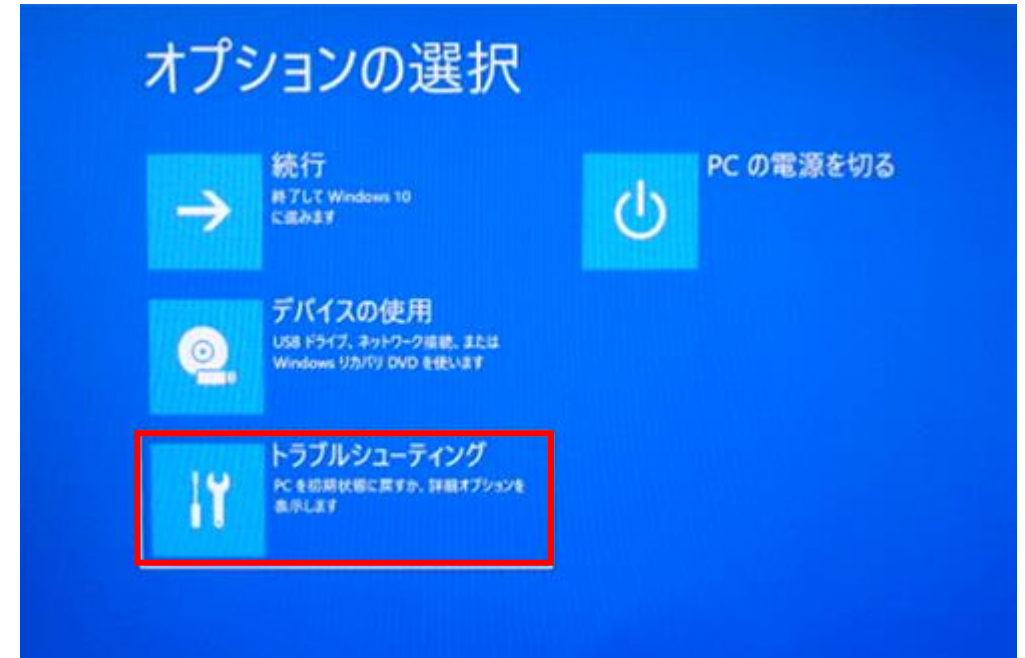 オプションの選択
続行
終了して Windows 10
に進みます
PC の電源を切る
デバイスの使用
USB ドライブ、ネットワーク接続、または
Windows リカバリ DVD を使います
トラブルシューティング
PC を初期状態に戻すか、詳細オプションを
表示します